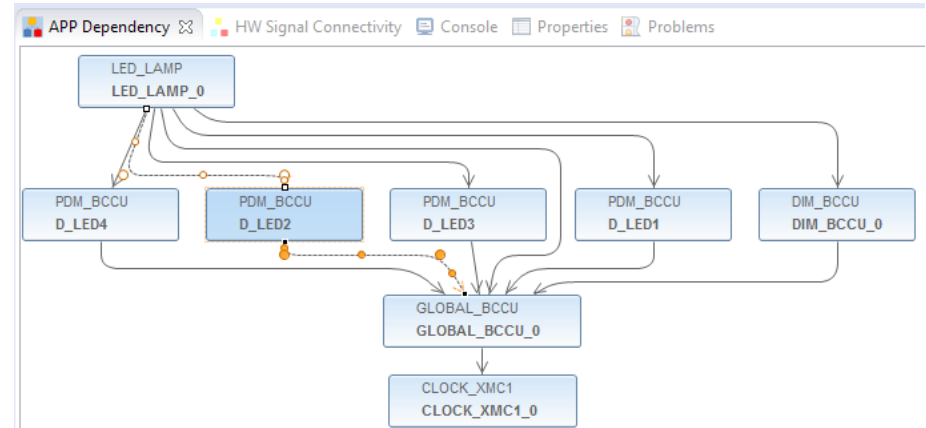 APP Dependency HW Signal Connectivity Console Properties Problems
LED_LAMP
LED_LAMP_0
PDM_BCCU
D_LED4
PDM_BCCU
D_LED2
PDM_BCCU
D_LED3
PDM_BCCU
D_LED1
DIM_BCCU
DIM_BCCU_0
GLOBAL_BCCU
GLOBAL_BCCU_0
CLOCK_XMC1
CLOCK_XMC1_0